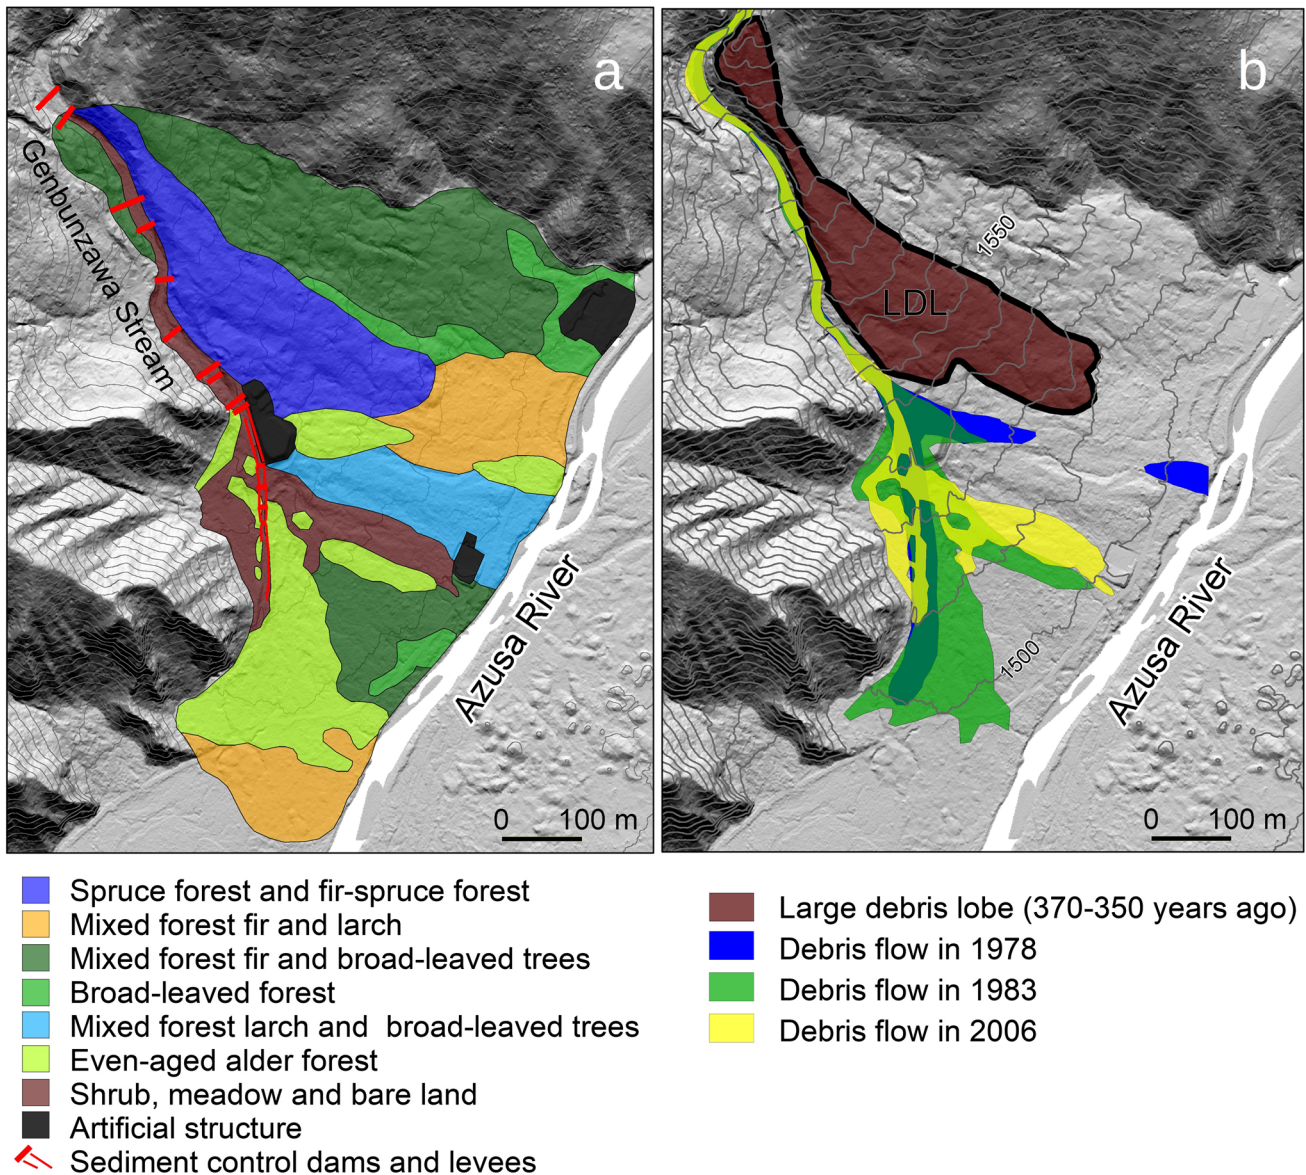 a
Genbunzawa Stream
Azusa River
0 100 m
b
1550
LDL
1500
Azusa River
0 100 m
Spruce forest and fir-spruce forest
Mixed forest fir and larch
Mixed forest fir and broad-leaved trees
Broad-leaved forest
Mixed forest larch and broad-leaved trees
Even-aged alder forest
Shrub, meadow and bare land
Artificial structure
Sediment control dams and levees
Large debris lobe (370-350 years ago)
Debris flow in 1978
Debris flow in 1983
Debris flow in 2006